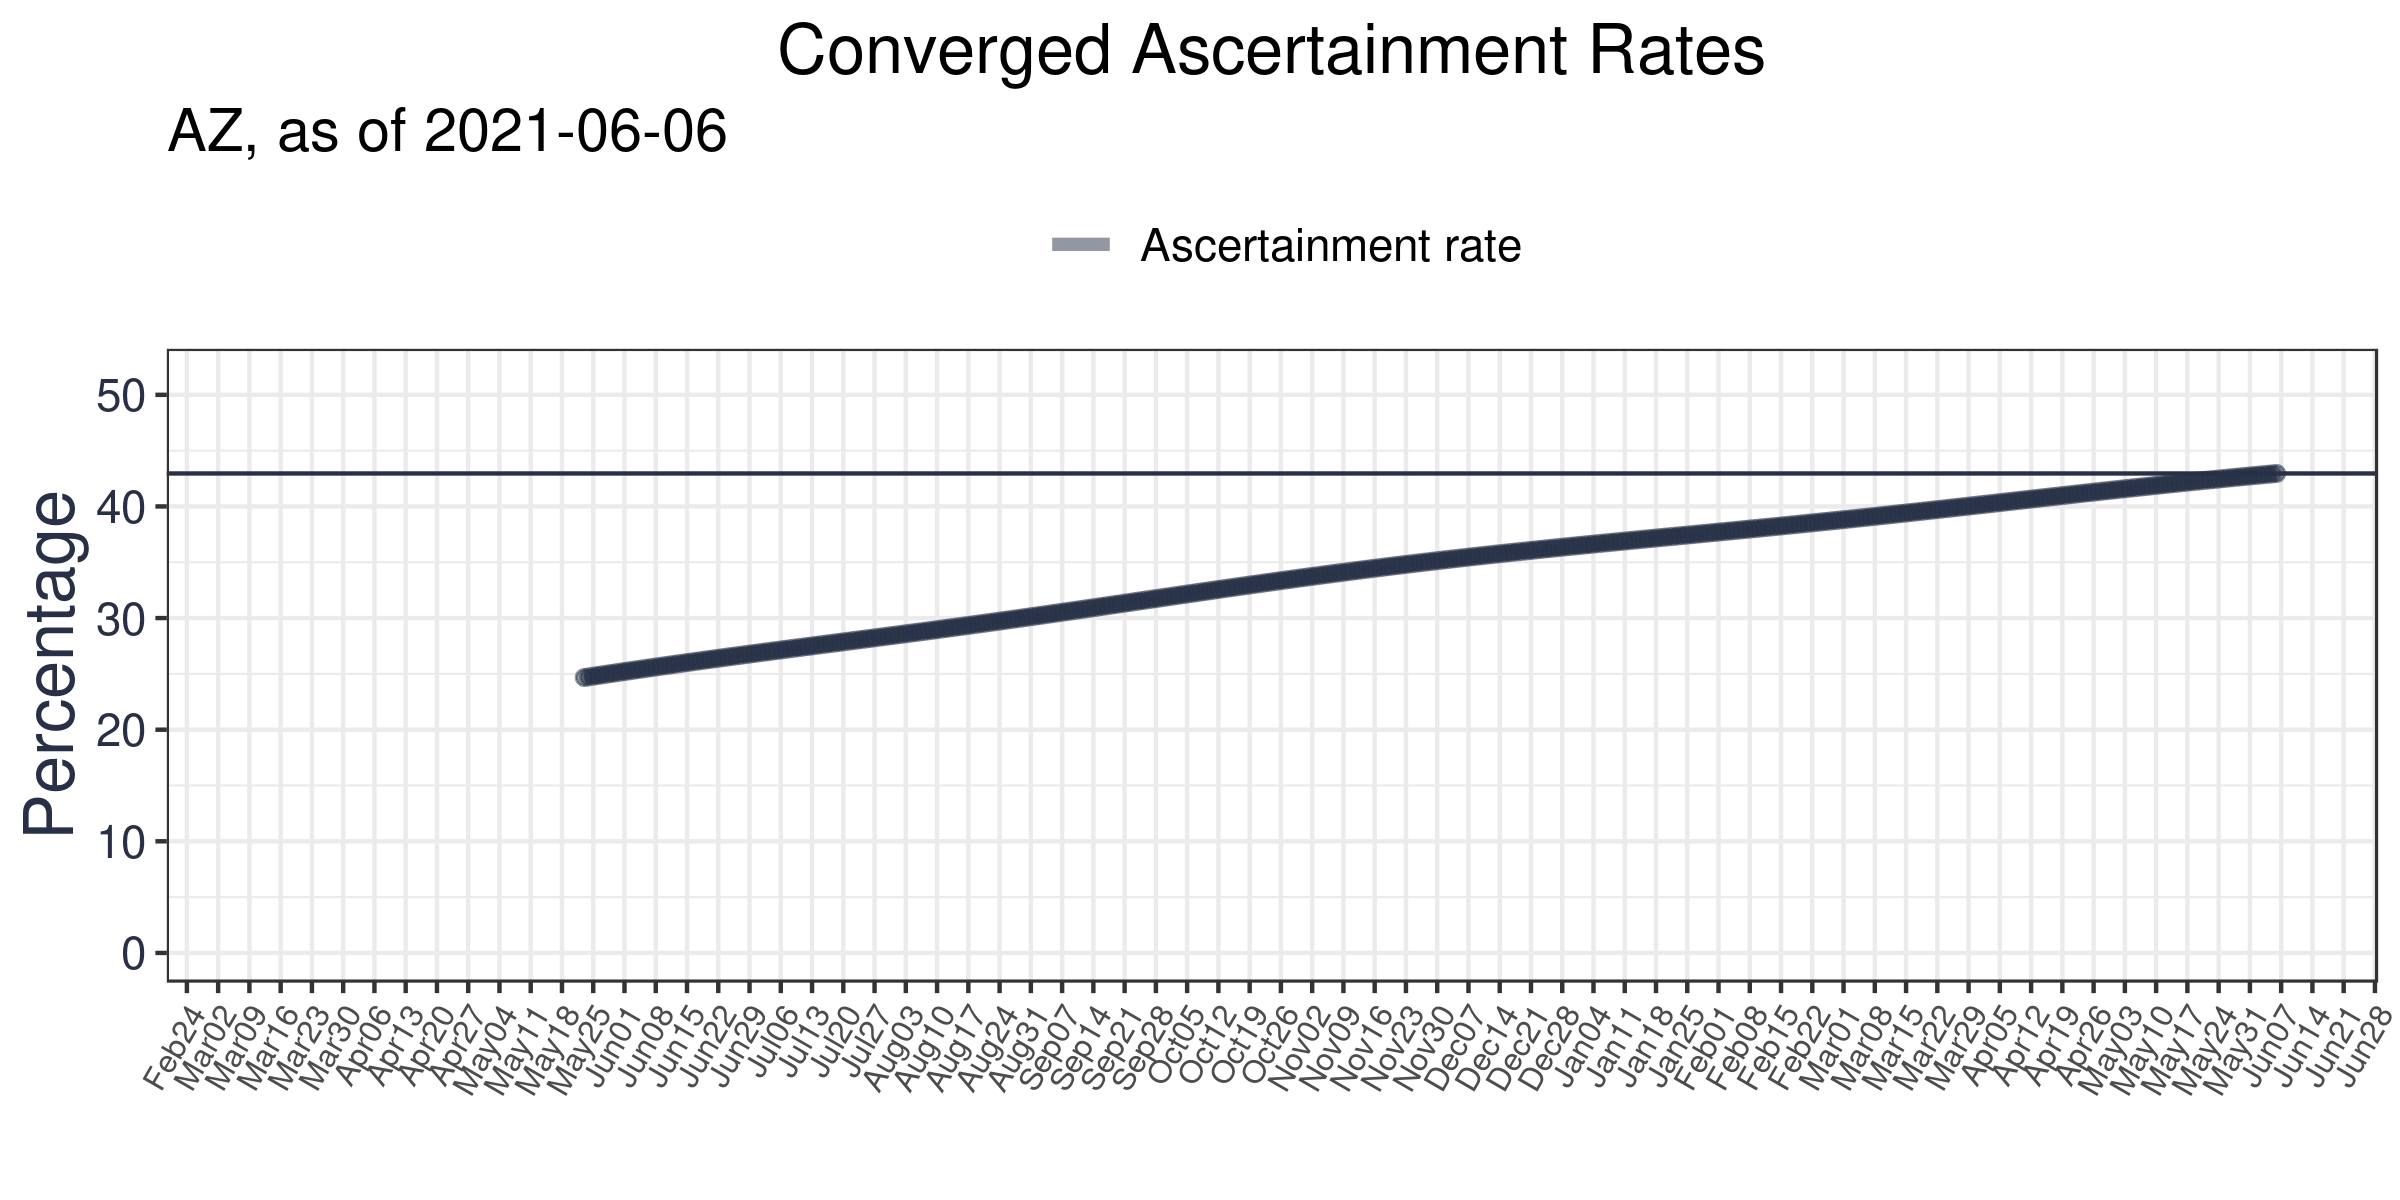 Converged Ascertainment Rates
AZ, as of 2021-06-06
Ascertainment rate
Percentage
50
40
30
20
10
0
Feb24
Mar02
Mar09
Mar16
Mar23
Mar30
Apr06
Apr13
Apr20
Apr27
May04
May11
May18
May25
Jun01
Jun08
Jun15
Jun22
Jun29
Jul06
Jul13
Jul20
Jul27
Aug03
Aug10
Aug17
Aug24
Aug31
Sep07
Sep14
Sep21
Sep28
Oct05
Oct12
Oct19
Oct26
Nov02
Nov09
Nov16
Nov23
Nov30
Dec07
Dec14
Dec21
Dec28
Jan04
Jan11
Jan18
Jan25
Feb01
Feb08
Feb15
Feb22
Mar01
Mar08
Mar15
Mar22
Mar29
Apr05
Apr12
Apr19
Apr26
May03
May10
May17
May24
May31
Jun07
Jun14
Jun21
Jun28